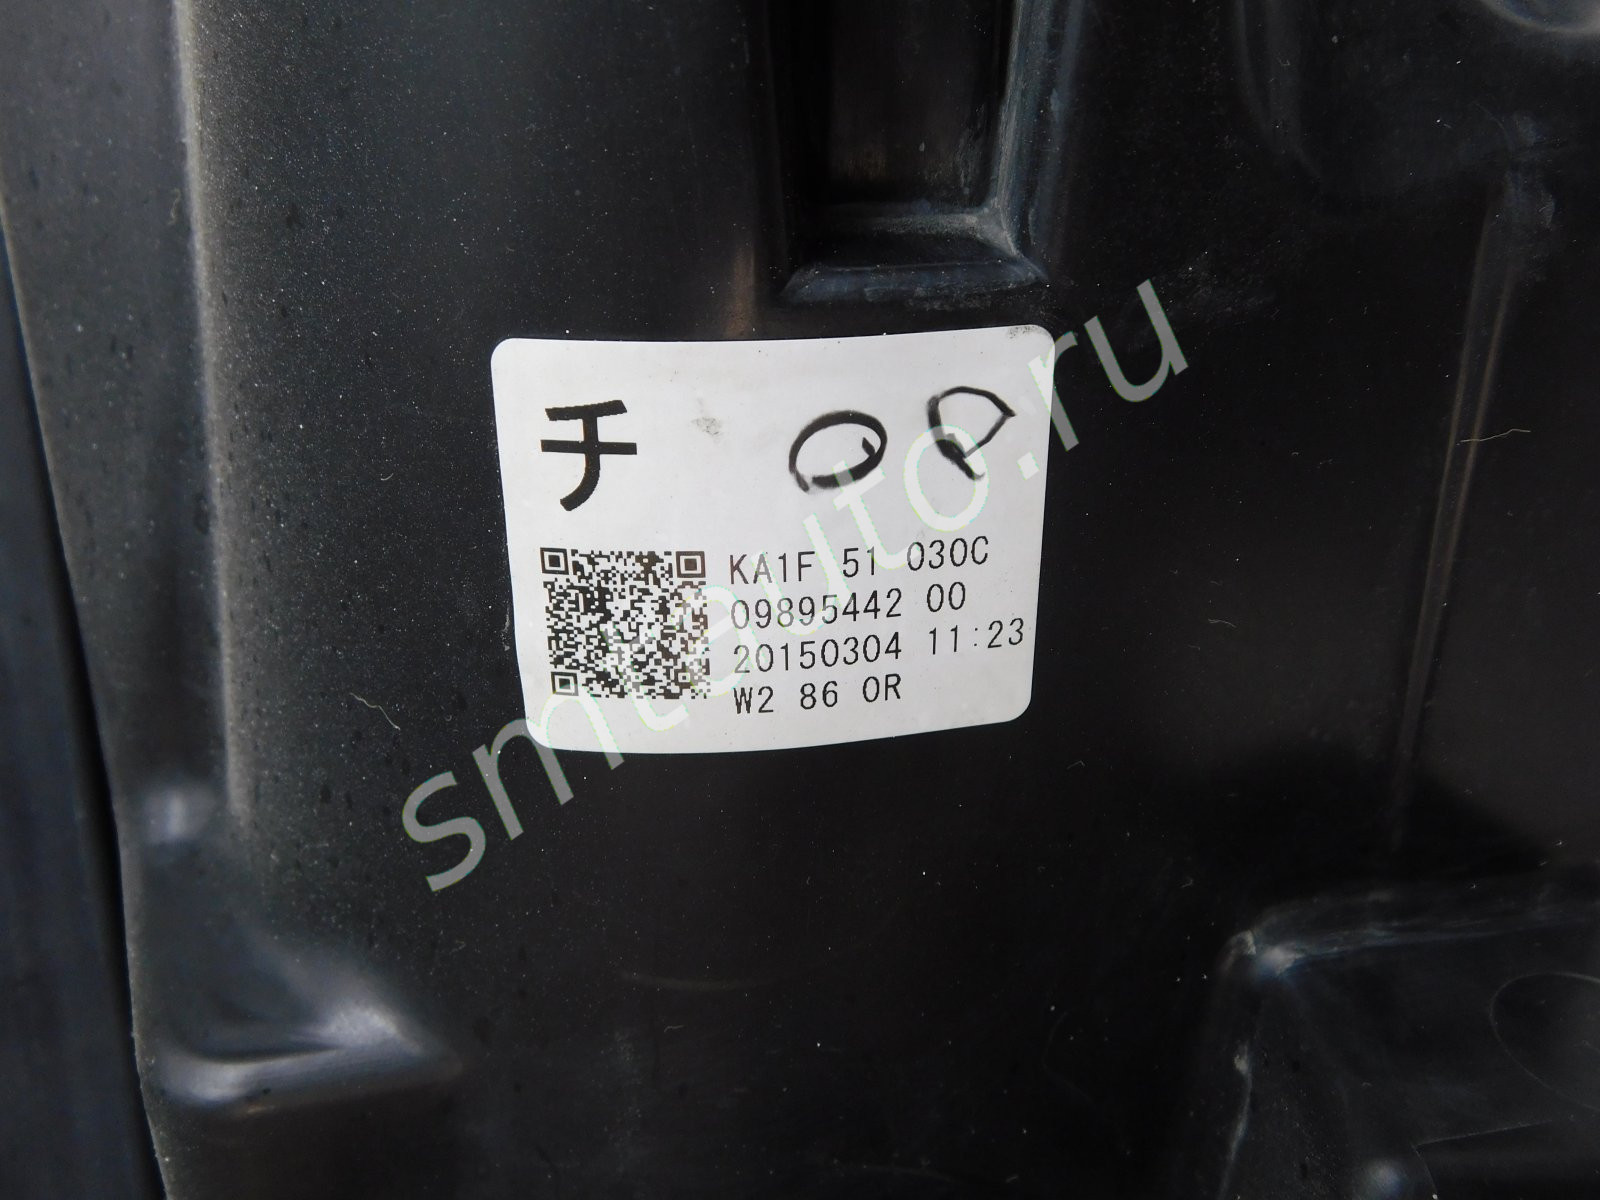 チ
KA1F 51 030C
09895442 00
20150304 11:23
W2 86 0R
smtauto.ru